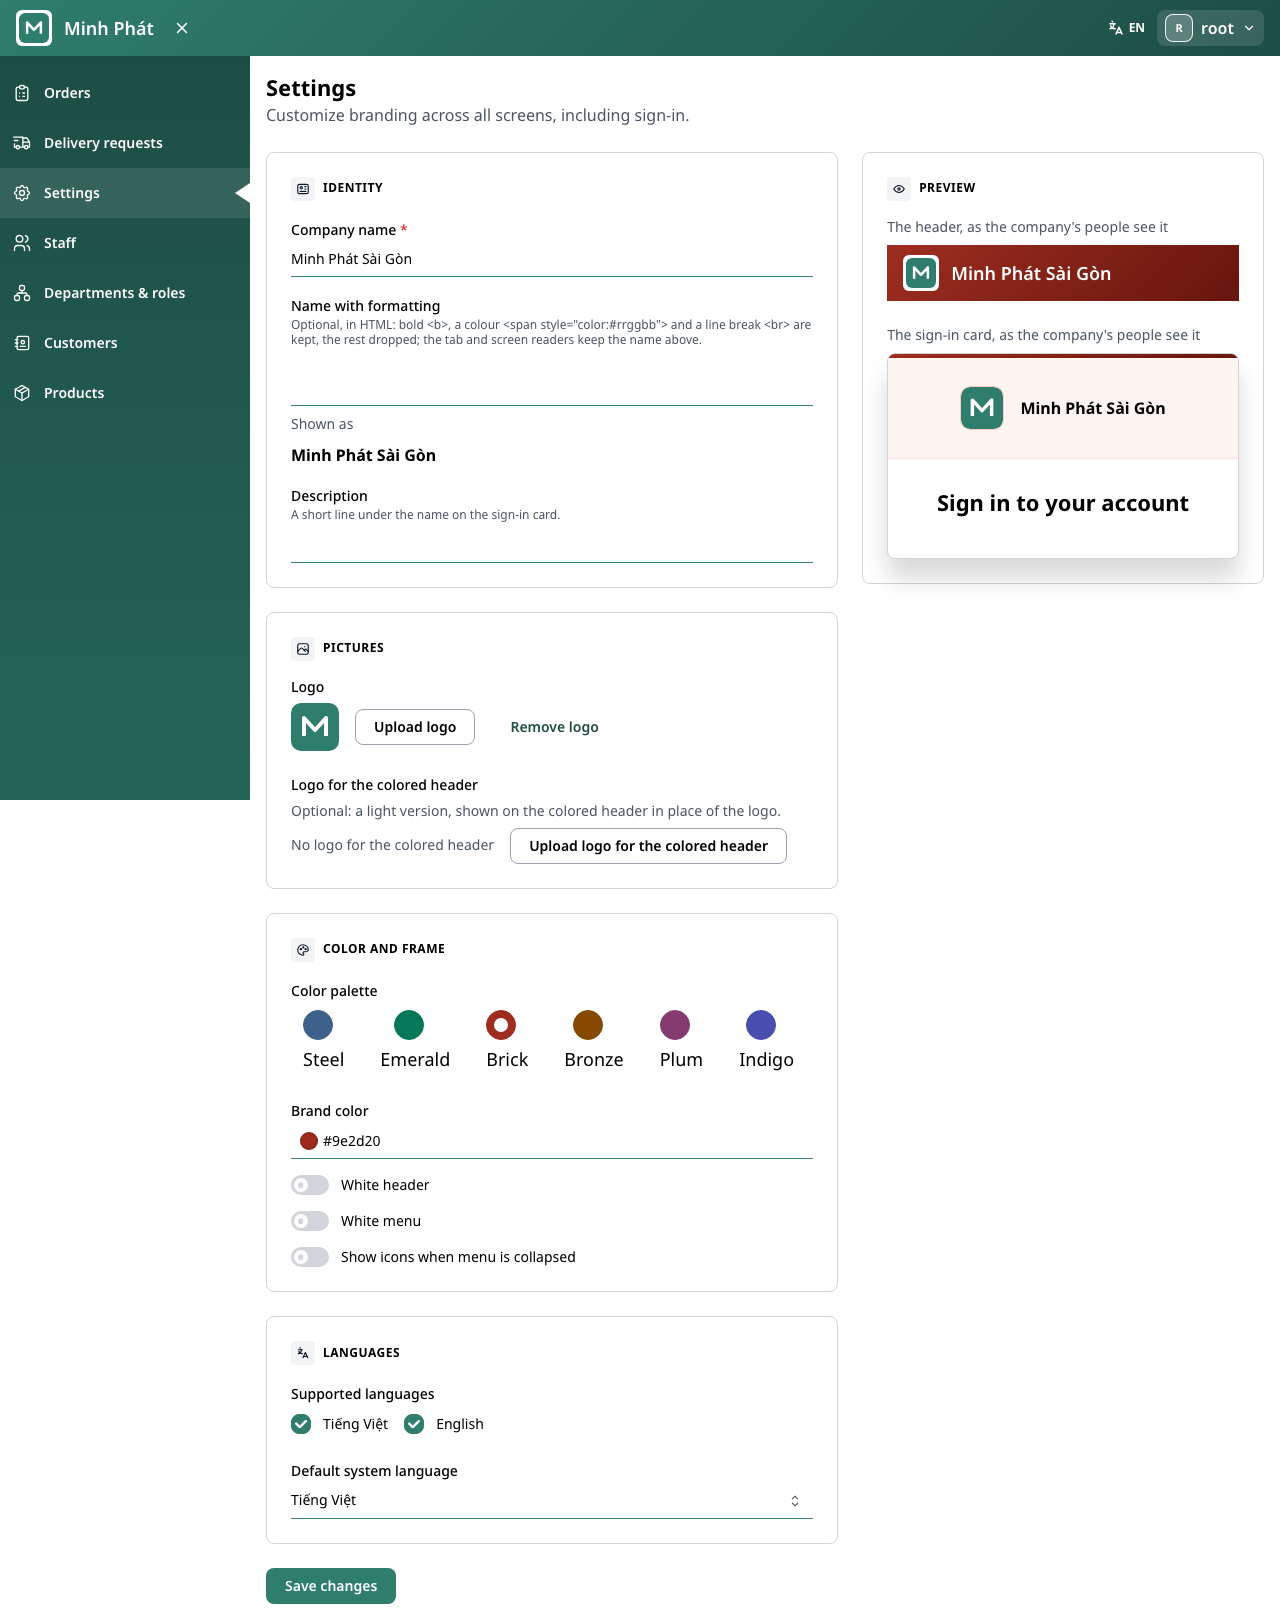 Minh Phát
EN
R
root
Orders
Delivery requests
Settings
Staff
Departments & roles
Customers
Products
Settings
Customize branding across all screens, including sign-in.
IDENTITY
Company name *
Minh Phát Sài Gòn
Name with formatting
Optional, in HTML: bold <b>, a colour <span style="color:#rrggbb"> and a line break <br> are
kept, the rest dropped; the tab and screen readers keep the name above.
Shown as
Minh Phát Sài Gòn
Description
A short line under the name on the sign-in card.
PREVIEW
The header, as the company's people see it
Minh Phát Sài Gòn
The sign-in card, as the company's people see it
Minh Phát Sài Gòn
Sign in to your account
PICTURES
Logo
Upload logo
Remove logo
Logo for the colored header
Optional: a light version, shown on the colored header in place of the logo.
No logo for the colored header
Upload logo for the colored header
COLOR AND FRAME
Color palette
Steel
Emerald
Brick
Bronze
Plum
Indigo
Brand color
#9e2d20
White header
White menu
Show icons when menu is collapsed
LANGUAGES
Supported languages
Tiếng Việt
English
Default system language
Tiếng Việt
Save changes